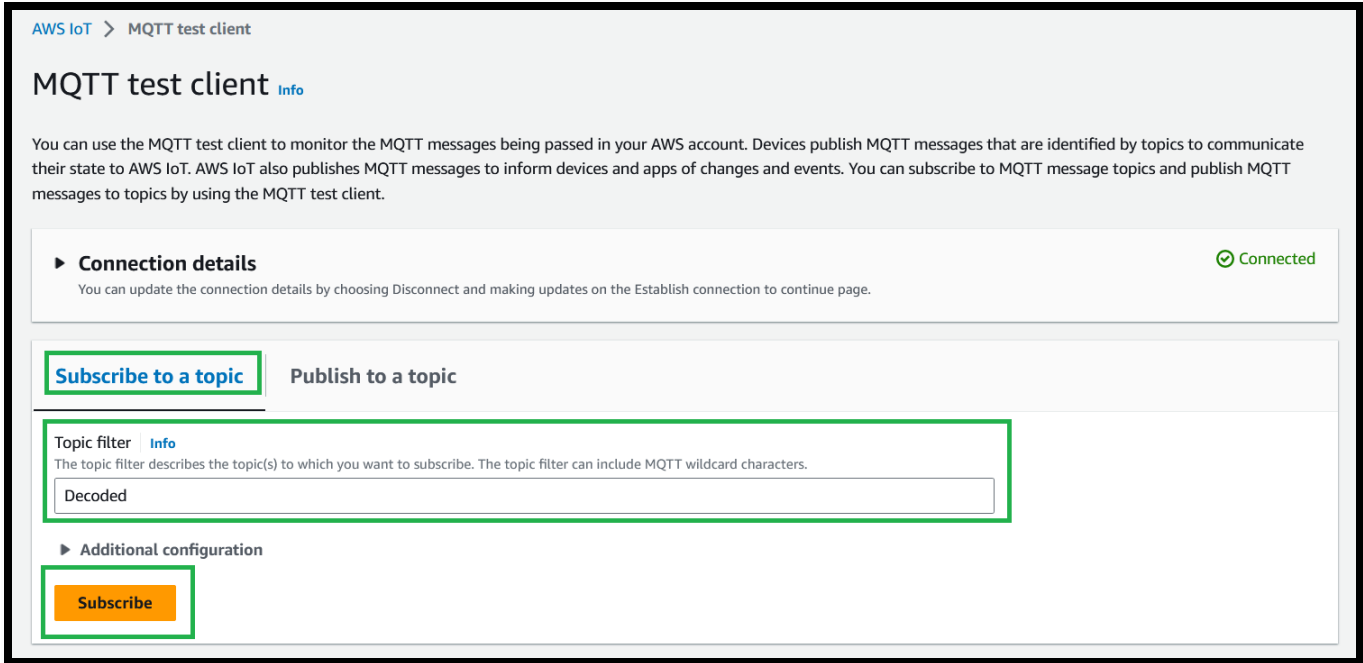 AWS IoT > MQTT test client
MQTT test client Info
You can use the MQTT test client to monitor the MQTT messages being passed in your AWS account. Devices publish MQTT messages that are identified by topics to communicate
their state to AWS IoT. AWS IoT also publishes MQTT messages to inform devices and apps of changes and events. You can subscribe to MQTT message topics and publish MQTT
messages to topics by using the MQTT test client.
Connection details
Connected
You can update the connection details by choosing Disconnect and making updates on the Establish connection to continue page.
Subscribe to a topic
Publish to a topic
Topic filter Info
The topic filter describes the topic(s) to which you want to subscribe. The topic filter can include MQTT wildcard characters.
Decoded
Additional configuration
Subscribe